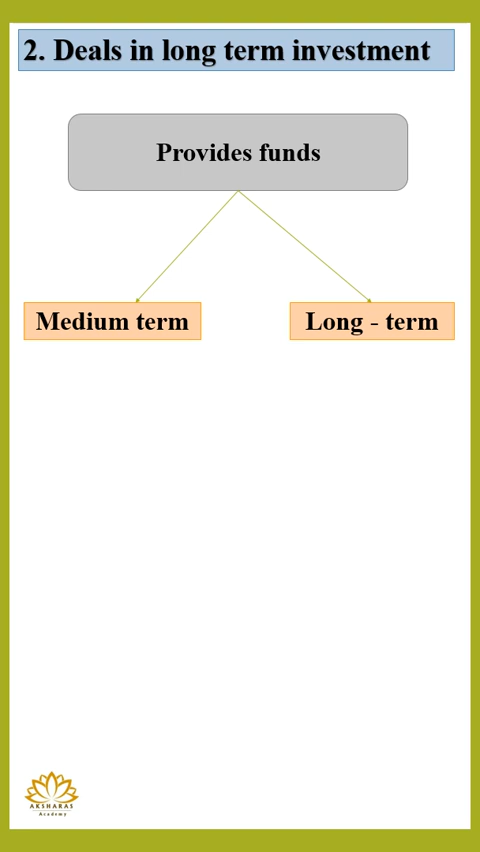 2. Deals in long term investment
Provides funds
Medium term
Long - term
AKSHARAS
Academy